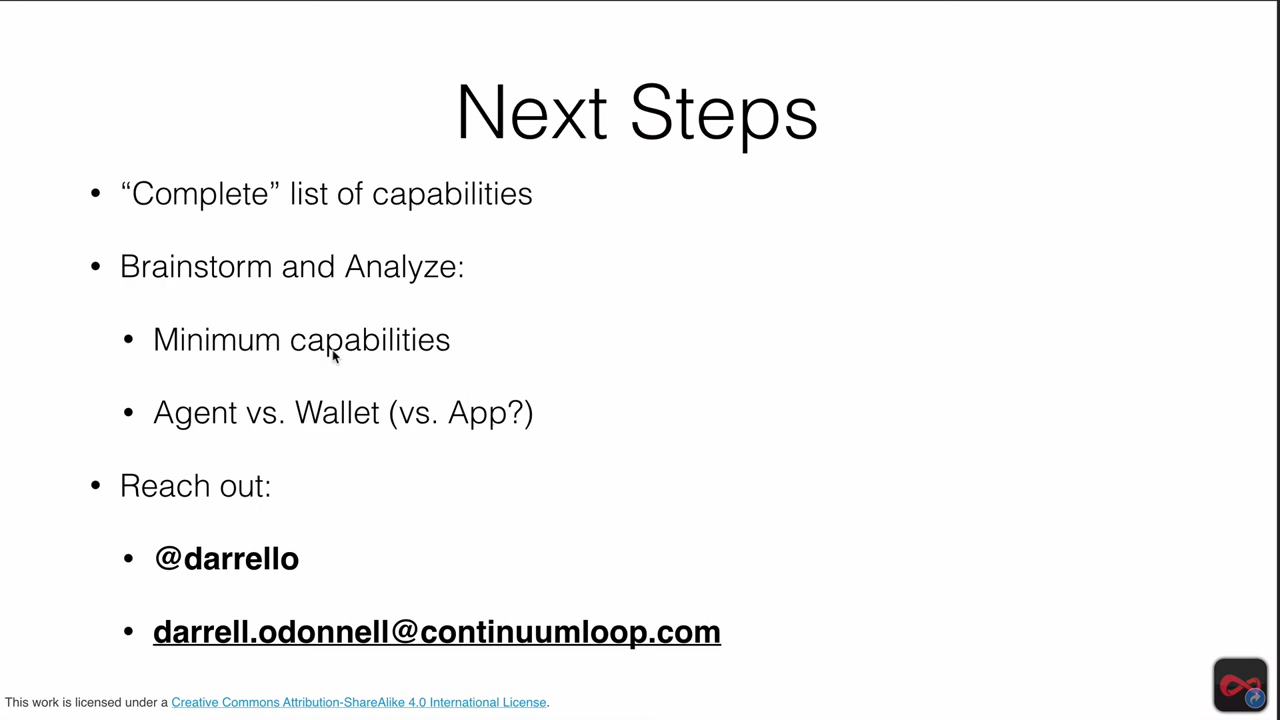 Next Steps
• “Complete” list of capabilities
• Brainstorm and Analyze:
• Minimum capabilities
• Agent vs. Wallet (vs. App?)
• Reach out:
• @darrello
• darrell.odonnell@continuumloop.com
This work is licensed under a Creative Commons Attribution-ShareAlike 4.0 International License.